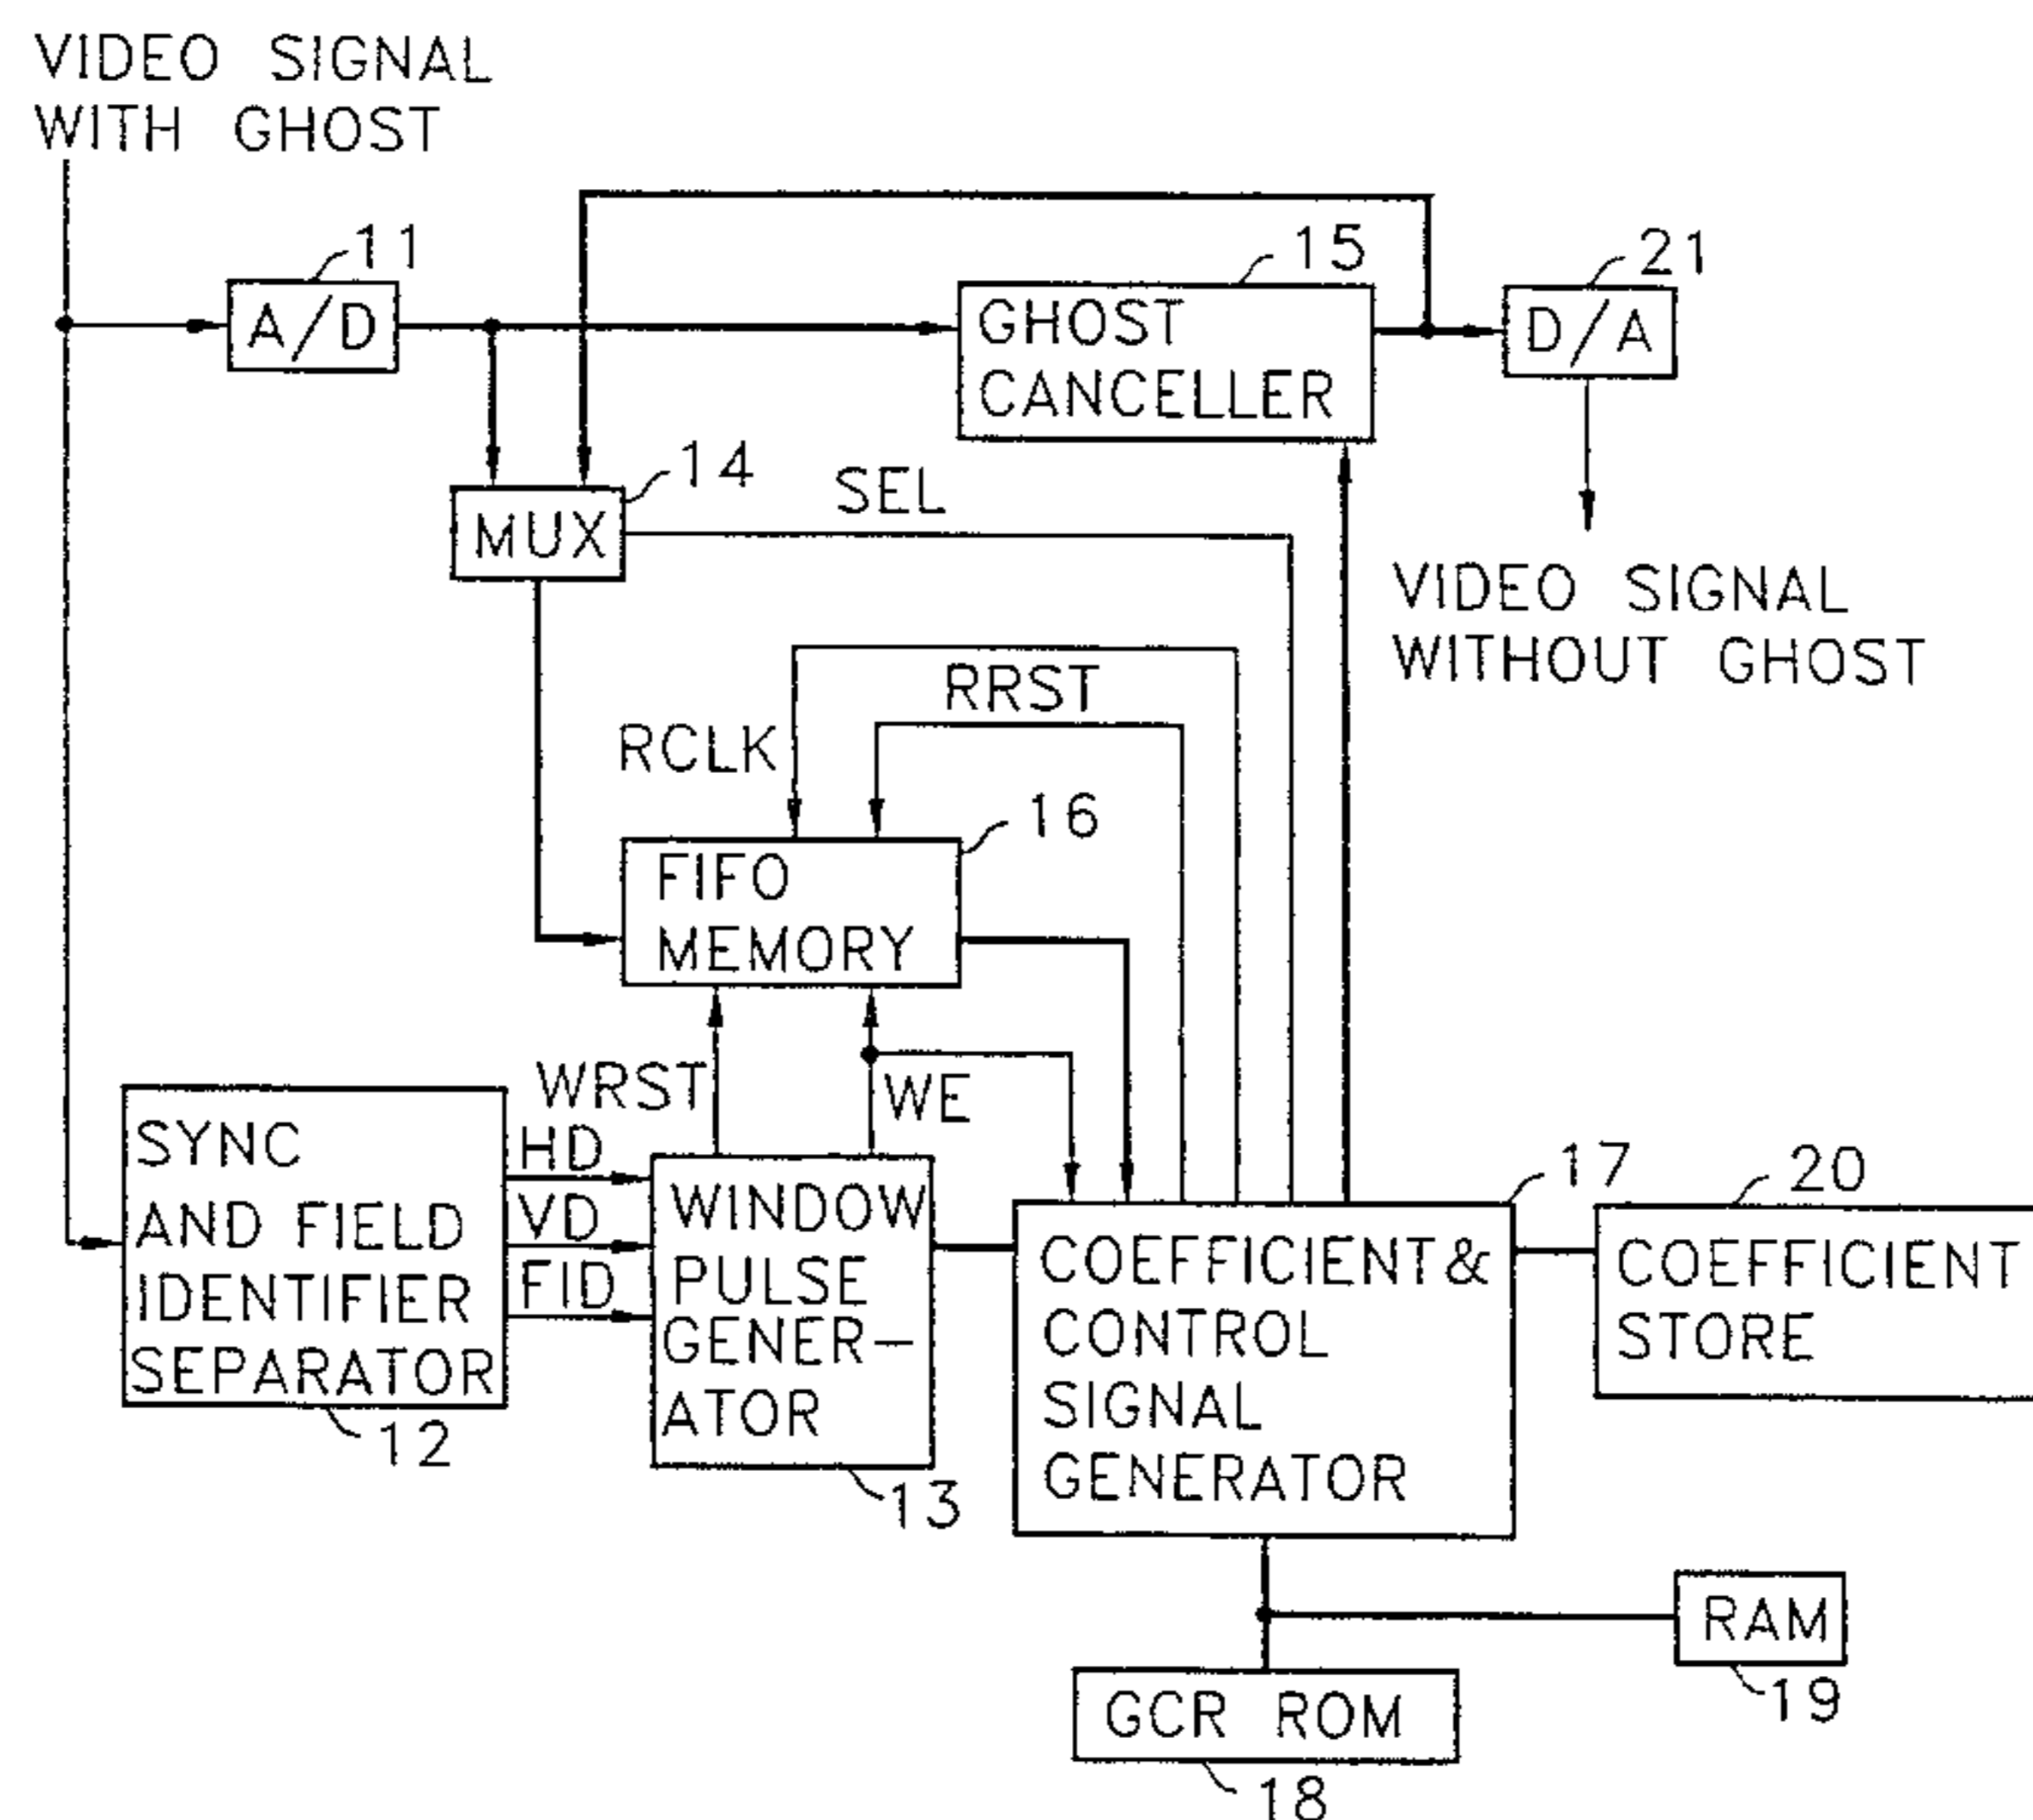 VIDEO SIGNAL
WITH GHOST
11
A/D
15
GHOST
CANCELLER
21
D/A
14
MUX
SEL
VIDEO SIGNAL
WITHOUT GHOST
RRST
RCLK
16
FIFO
MEMORY
WRST
WE
SYNC
AND FIELD
IDENTIFIER
SEPARATOR
12
HD
VD
FID
WINDOW
PULSE
GENER-
ATOR
13
17
COEFFICIENT&
CONTROL
SIGNAL
GENERATOR
20
COEFFICIENT
STORE
RAM
19
GCR ROM
18